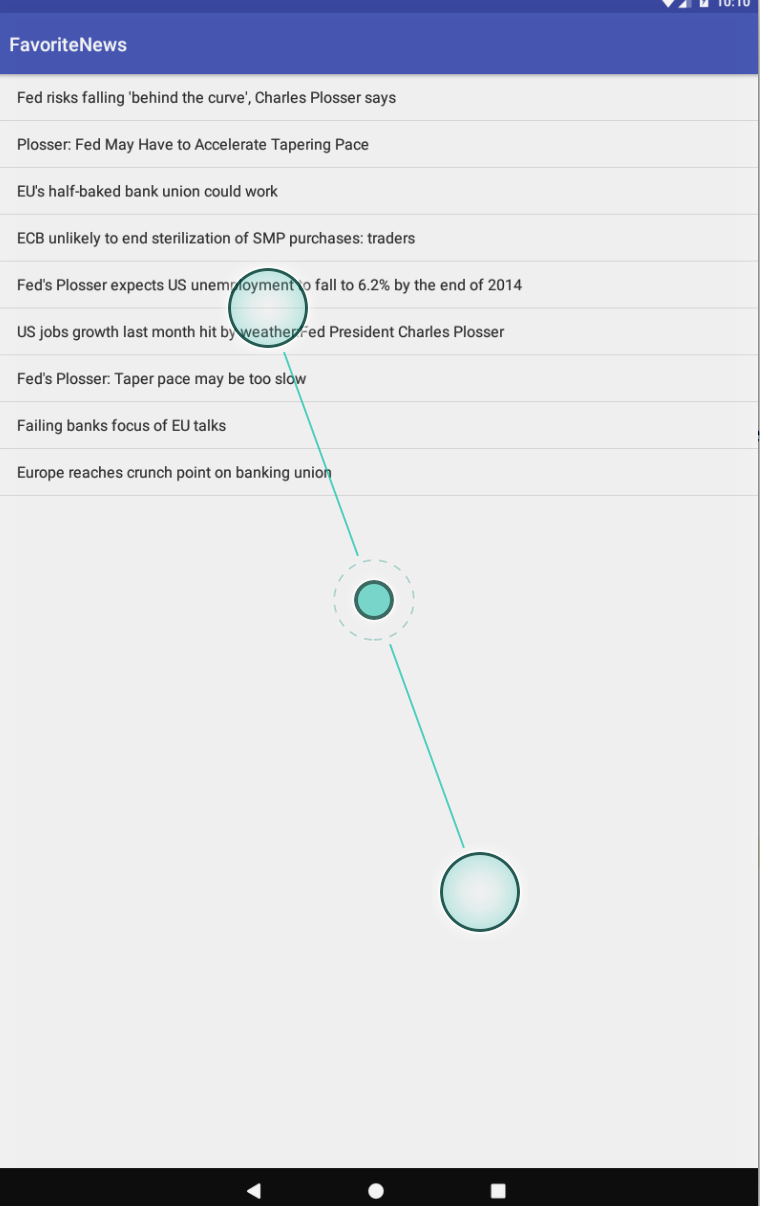 10:10
FavoriteNews
Fed risks falling 'behind the curve', Charles Plosser says
Plosser: Fed May Have to Accelerate Tapering Pace
EU's half-baked bank union could work
ECB unlikely to end sterilization of SMP purchases: traders
Fed's Plosser expects US unemployment to fall to 6.2% by the end of 2014
US jobs growth last month hit by weather:Fed President Charles Plosser
Fed's Plosser: Taper pace may be too slow
Failing banks focus of EU talks
Europe reaches crunch point on banking union